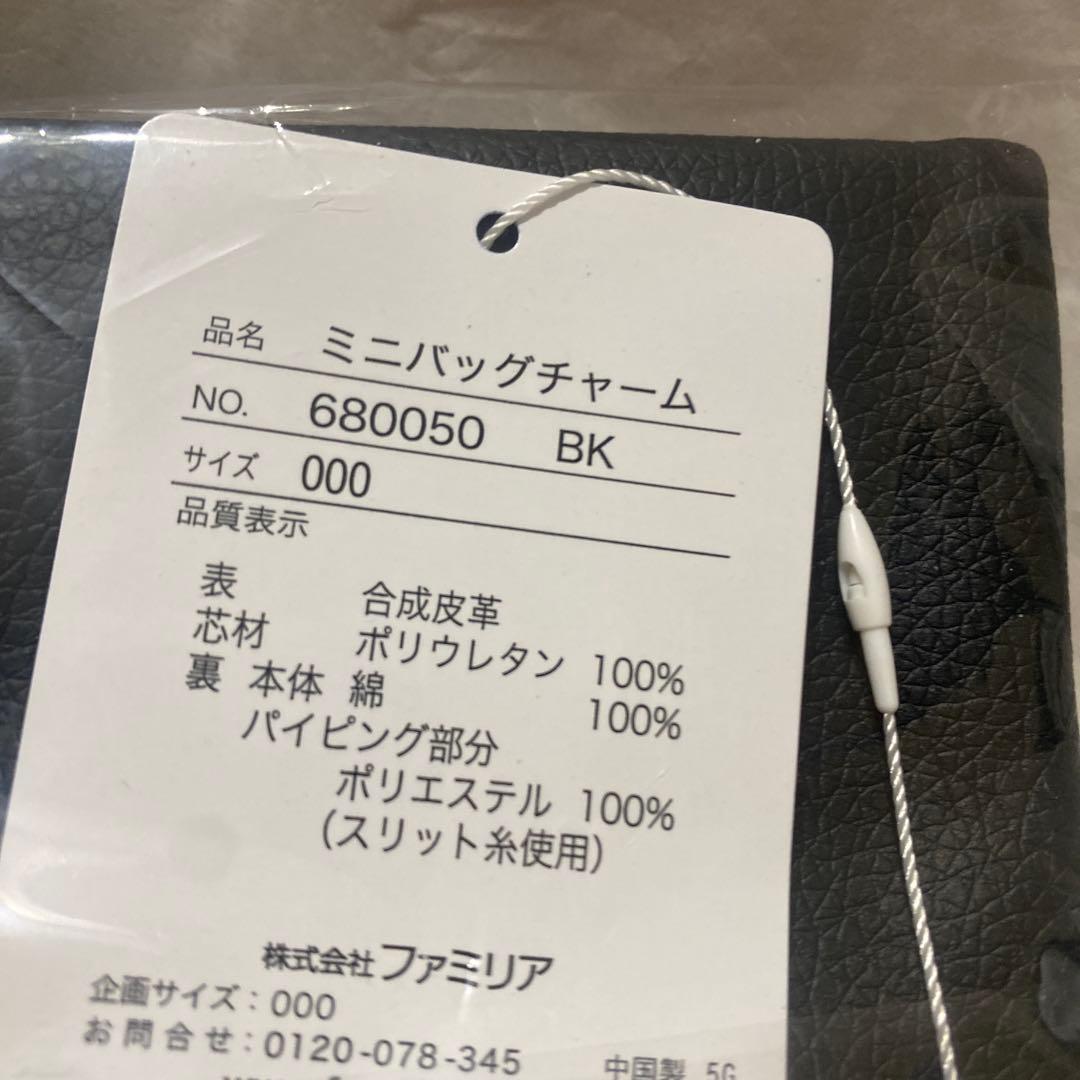 品名 ミニバッグチャーム
NO. 680050 BK
サイズ 000
品質表示
表 合成皮革
芯材 ポリウレタン 100%
裏 本体 綿 100%
パイピング部分
ポリエステル 100%
(スリット糸使用)
株式会社ファミリア
企画サイズ：000
お問合せ：0120-078-345
中国製 5G